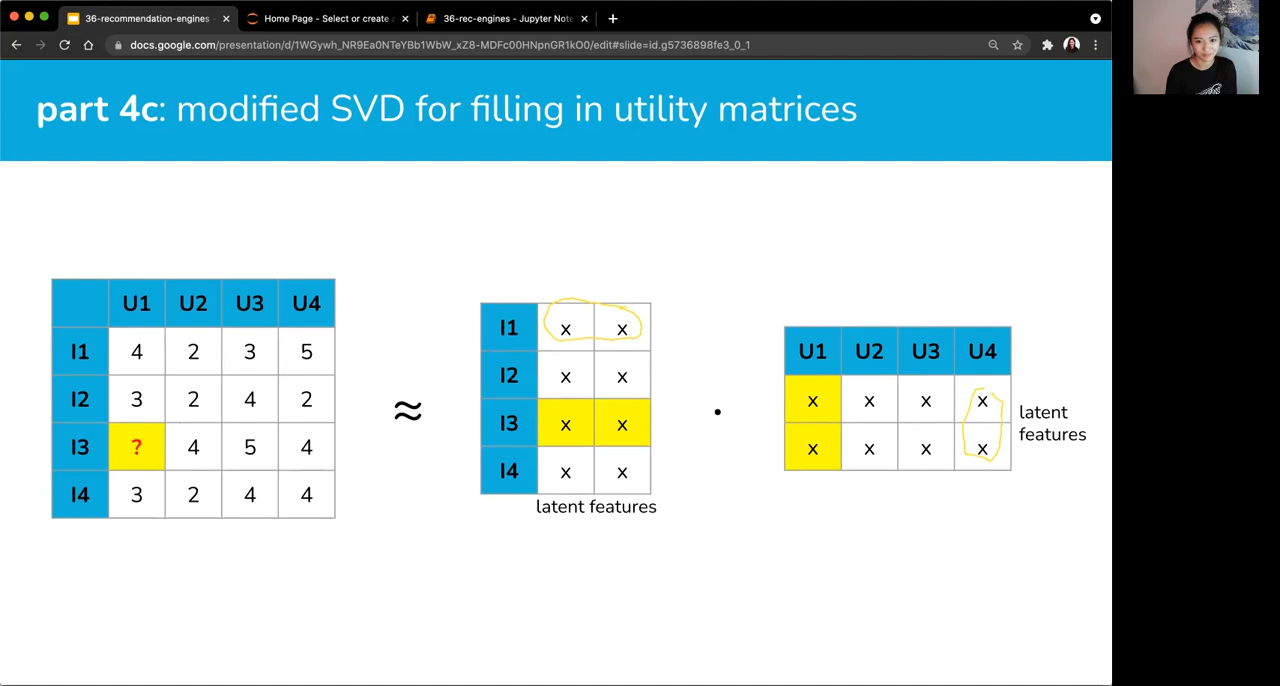 36-recommendation-engines -
Home Page - Select or create a
36-rec-engines - Jupyter Note
docs.google.com/presentation/d/1WGywh_NR9Ea0NTeYBb1WbW_xZ8-MDFc00HNpnGR1kO0/edit#slide=id.g5736898fe3_0_1
part 4c: modified SVD for filling in utility matrices
U1 U2 U3 U4
I1 4 2 3 5
I2 3 2 4 2
I3 ? 4 5 4
I4 3 2 4 4
≈
I1 x x
I2 x x
I3 x x
I4 x x
latent features
·
U1 U2 U3 U4
x x x x
x x x x
latent
features